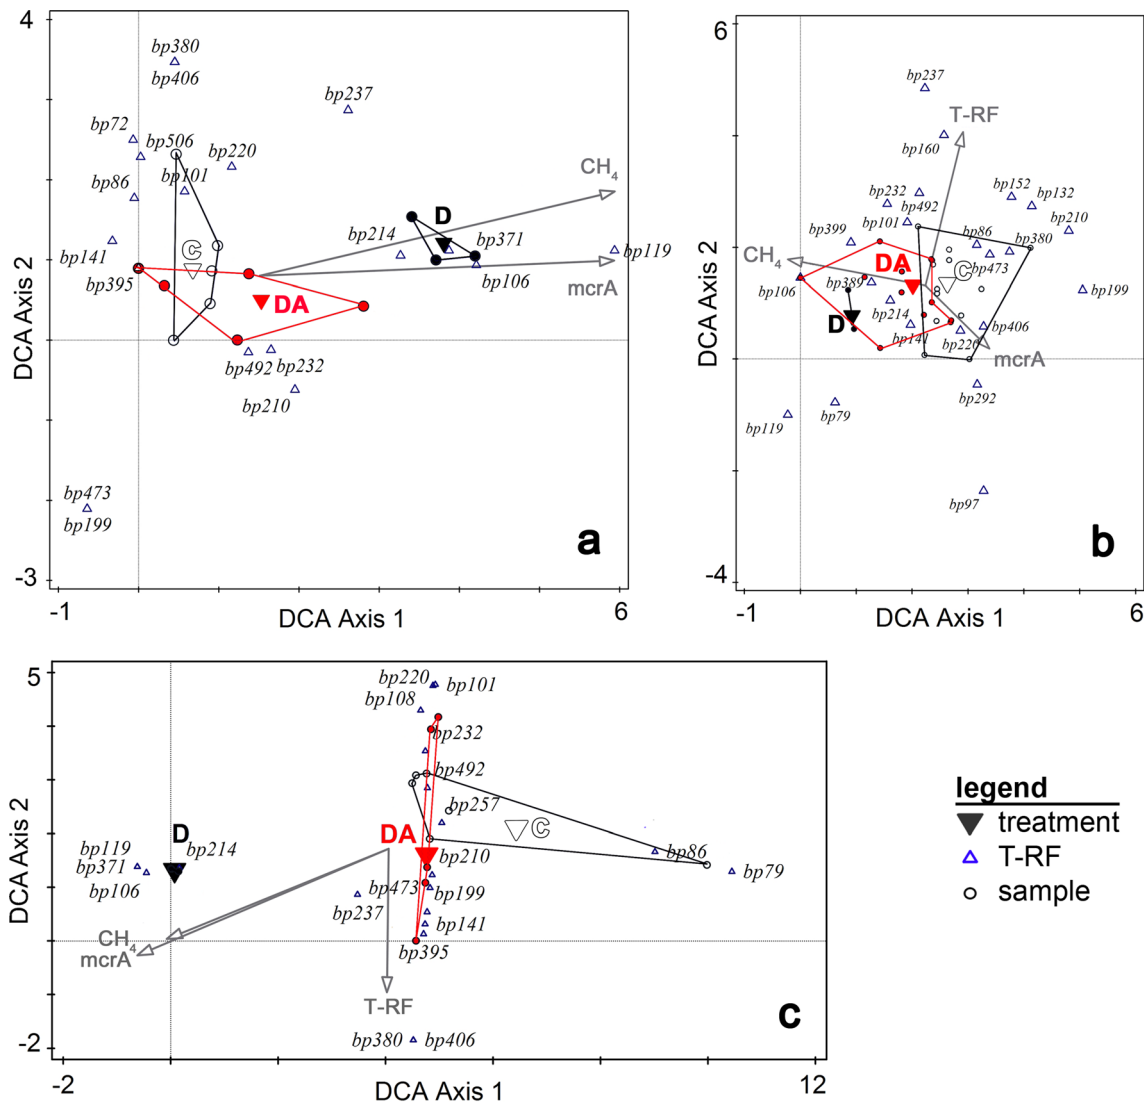 4
bp380
bp406
bp237
bp72
bp506
bp220
bp101
bp86
CH4
C
D
bp214
bp371
bp119
bp141
bp395
bp106
mcrA
DA
bp492
bp232
bp210
bp473
bp199
a
2
DCA Axis 2
-3
-1
DCA Axis 1
6
6
bp237
T-RF
bp160
bp232
bp152
bp132
bp492
bp210
bp399
bp101
bp86
bp380
CH4
DA
C
bp473
bp106
bp389
bp199
D
bp214
bp141
bp220
bp406
mcrA
bp292
bp79
bp119
bp97
b
2
DCA Axis 2
-4
-1
DCA Axis 1
6
5
bp220
bp101
bp108
bp232
bp492
bp257
C
D
DA
bp119
bp214
bp210
bp86
bp371
bp79
bp106
bp473
bp199
bp237
bp141
CH4
mcrA
bp395
T-RF
bp380
bp406
c
DCA Axis 2
-2
-2
DCA Axis 1
12
legend
treatment
T-RF
sample